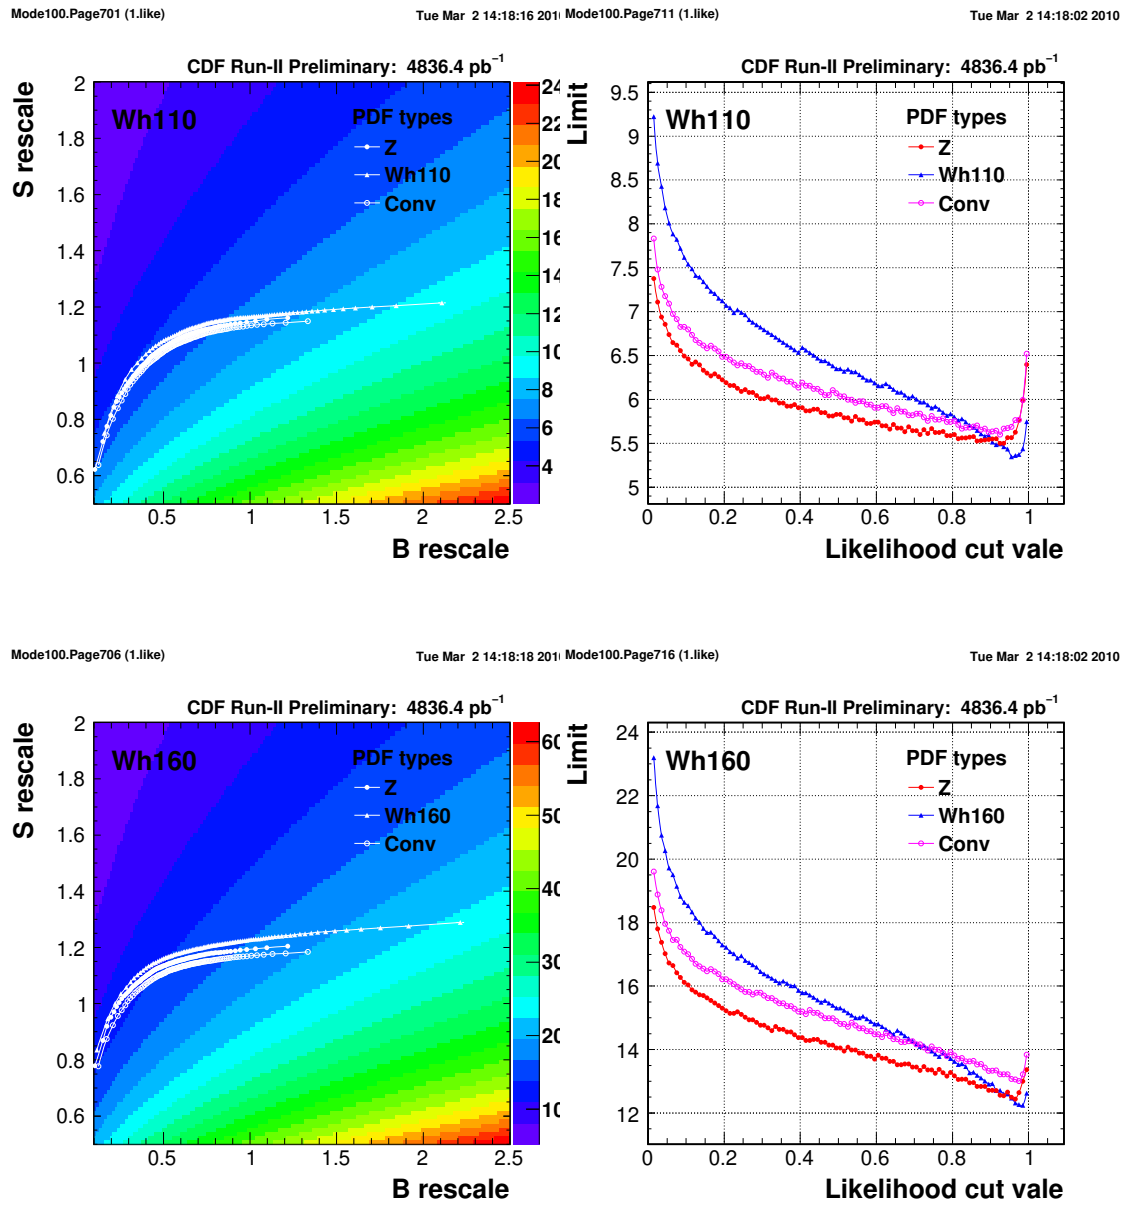 Mode100.Page701 (1.like)
Tue Mar 2 14:18:16 201
CDF Run-II Preliminary: 4836.4 pb⁻¹
Wh110
PDF types
Z
Wh110
Conv
S rescale
2
1.8
1.6
1.4
1.2
1
0.8
0.6
0.5
1
1.5
2
2.5
B rescale
24
22
20
18
16
14
12
10
8
6
4
Limit
Mode100.Page711 (1.like)
Tue Mar 2 14:18:02 2010
CDF Run-II Preliminary: 4836.4 pb⁻¹
Wh110
PDF types
Z
Wh110
Conv
9.5
9
8.5
8
7.5
7
6.5
6
5.5
5
0
0.2
0.4
0.6
0.8
1
Likelihood cut vale
Mode100.Page706 (1.like)
Tue Mar 2 14:18:18 201
CDF Run-II Preliminary: 4836.4 pb⁻¹
Wh160
PDF types
Z
Wh160
Conv
S rescale
2
1.8
1.6
1.4
1.2
1
0.8
0.6
0.5
1
1.5
2
2.5
B rescale
60
50
40
30
20
10
Limit
Mode100.Page716 (1.like)
Tue Mar 2 14:18:02 2010
CDF Run-II Preliminary: 4836.4 pb⁻¹
Wh160
PDF types
Z
Wh160
Conv
24
22
20
18
16
14
12
0
0.2
0.4
0.6
0.8
1
Likelihood cut vale